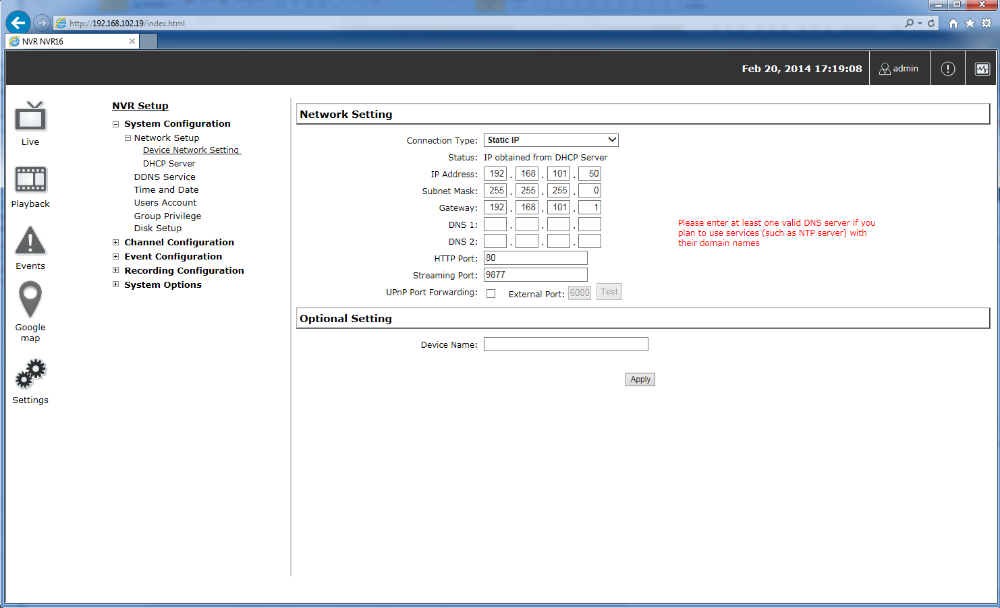 http://192.168.102.19/index.html
NVR NVR16
Feb 20, 2014 17:19:08
admin
Live
Playback
Events
Google
map
Settings
NVR Setup
System Configuration
Network Setup
Device Network Setting
DHCP Server
DDNS Service
Time and Date
Users Account
Group Privilege
Disk Setup
Channel Configuration
Event Configuration
Recording Configuration
System Options
Network Setting
Connection Type: Static IP
Status: IP obtained from DHCP Server
IP Address: 192 . 168 . 101 . 50
Subnet Mask: 255 . 255 . 255 . 0
Gateway: 192 . 168 . 101 . 1
DNS 1: . . .
DNS 2: . . .
Please enter at least one valid DNS server if you
plan to use services (such as NTP server) with
their domain names
HTTP Port: 80
Streaming Port: 9877
UPnP Port Forwarding: External Port: 6000 Test
Optional Setting
Device Name:
Apply